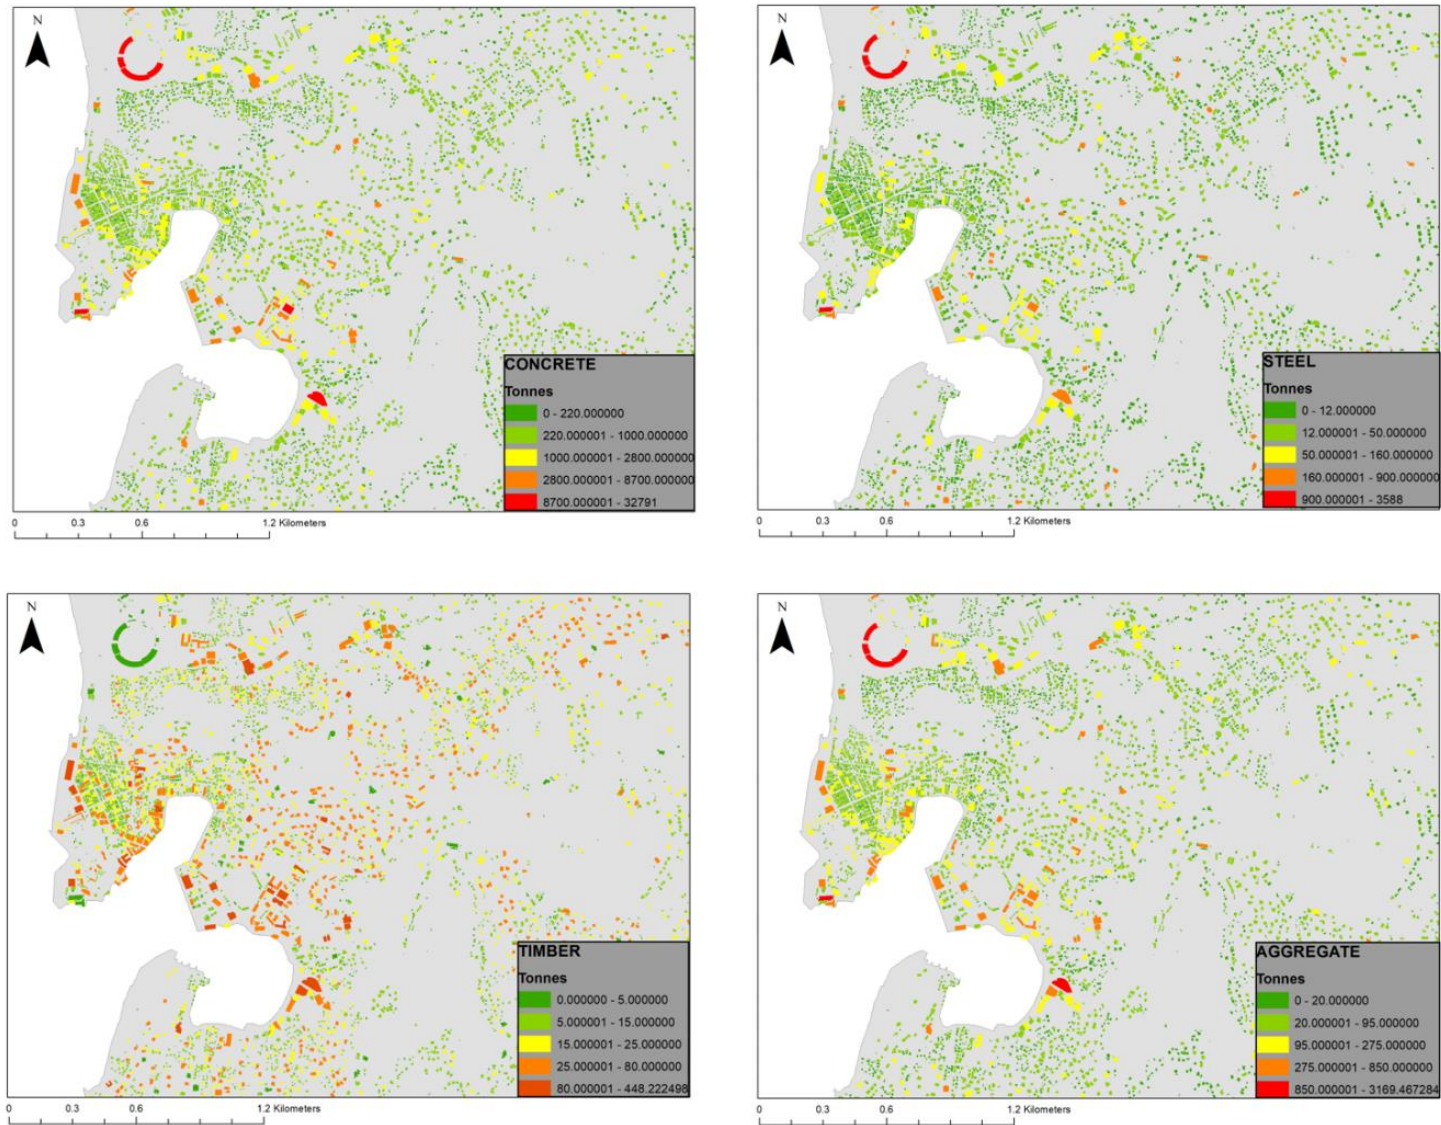 N
CONCRETE
Tonnes
0 - 220.000000
220.000001 - 1000.000000
1000.000001 - 2800.000000
2800.000001 - 8700.000000
8700.000001 - 32791
0 0.3 0.6 1.2 Kilometers
N
STEEL
Tonnes
0 - 12.000000
12.000001 - 50.000000
50.000001 - 160.000000
160.000001 - 900.000000
900.000001 - 3588
0 0.3 0.6 1.2 Kilometers
N
TIMBER
Tonnes
0.000000 - 5.000000
5.000001 - 15.000000
15.000001 - 25.000000
25.000001 - 80.000000
80.000001 - 448.222498
0 0.3 0.6 1.2 Kilometers
N
AGGREGATE
Tonnes
0 - 20.000000
20.000001 - 95.000000
95.000001 - 275.000000
275.000001 - 850.000000
850.000001 - 3169.467284
0 0.3 0.6 1.2 Kilometers